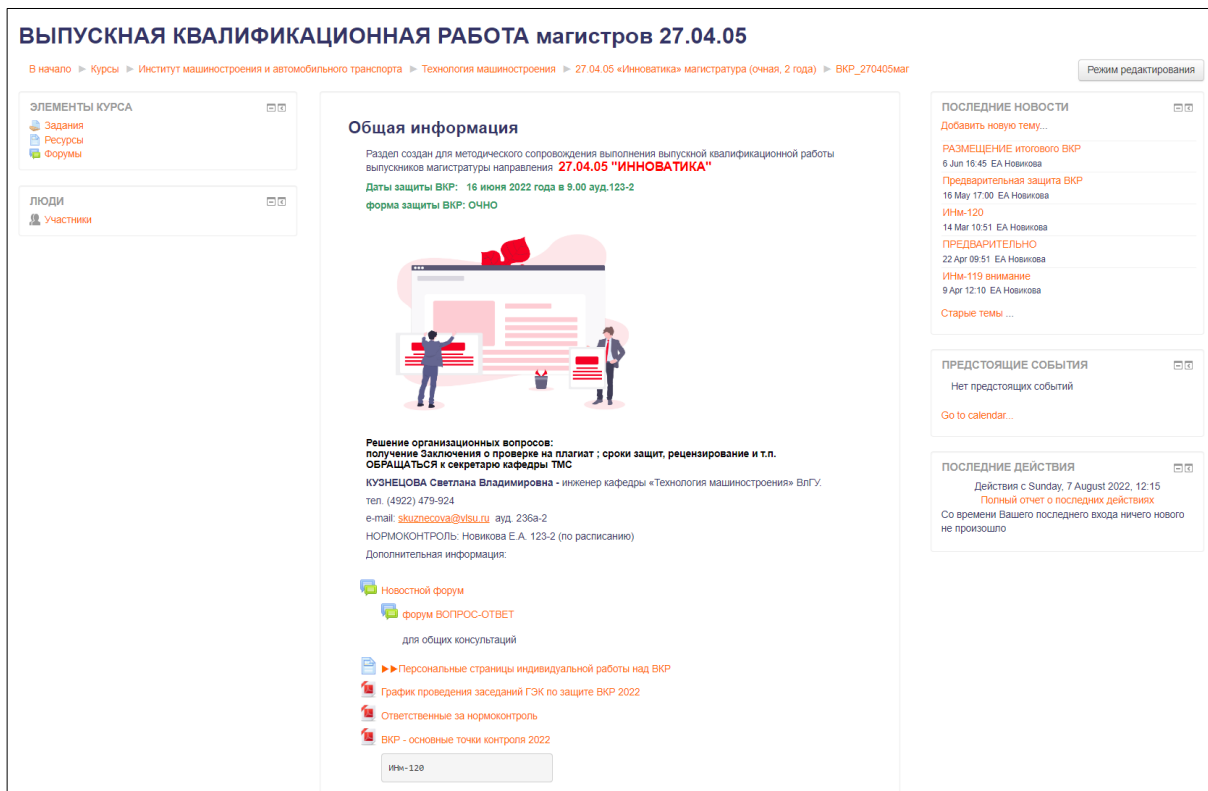 ВЫПУСКНАЯ КВАЛИФИКАЦИОННАЯ РАБОТА магистров 27.04.05
В начало ► Курсы ► Институт машиностроения и автомобильного транспорта ► Технология машиностроения ► 27.04.05 «Инноватика» магистратура (очная, 2 года) ► ВКР_270405маг
Режим редактирования
ЭЛЕМЕНТЫ КУРСА
Задания
Ресурсы
Форумы
ЛЮДИ
Участники
Общая информация
Раздел создан для методического сопровождения выполнения выпускной квалификационной работы
выпускников магистратуры направления 27.04.05 "ИННОВАТИКА"
Даты защиты ВКР: 16 июня 2022 года в 9.00 ауд.123-2
форма защиты ВКР: ОЧНО
Решение организационных вопросов:
получение Заключения о проверке на плагиат ; сроки защит, рецензирование и т.п.
ОБРАЩАТЬСЯ к секретарю кафедры ТМС
КУЗНЕЦОВА Светлана Владимировна - инженер кафедры «Технология машиностроения» ВлГУ.
тел. (4922) 479-924
e-mail: skuznecova@vlsu.ru ауд. 236а-2
НОРМОКОНТРОЛЬ: Новикова Е.А. 123-2 (по расписанию)
Дополнительная информация:
Новостной форум
форум ВОПРОС-ОТВЕТ
для общих консультаций
►►Персональные страницы индивидуальной работы над ВКР
График проведения заседаний ГЭК по защите ВКР 2022
Ответственные за нормоконтроль
ВКР - основные точки контроля 2022
ИНм-120
ПОСЛЕДНИЕ НОВОСТИ
Добавить новую тему...
РАЗМЕЩЕНИЕ итогового ВКР
6 Jun 16:45 ЕА Новикова
Предварительная защита ВКР
16 May 17:00 ЕА Новикова
ИНм-120
14 Mar 10:51 ЕА Новикова
ПРЕДВАРИТЕЛЬНО
22 Apr 09:51 ЕА Новикова
ИНм-119 внимание
9 Apr 12:10 ЕА Новикова
Старые темы ...
ПРЕДСТОЯЩИЕ СОБЫТИЯ
Нет предстоящих событий
Go to calendar...
ПОСЛЕДНИЕ ДЕЙСТВИЯ
Действия с Sunday, 7 August 2022, 12:15
Полный отчет о последних действиях
Со времени Вашего последнего входа ничего нового
не произошло